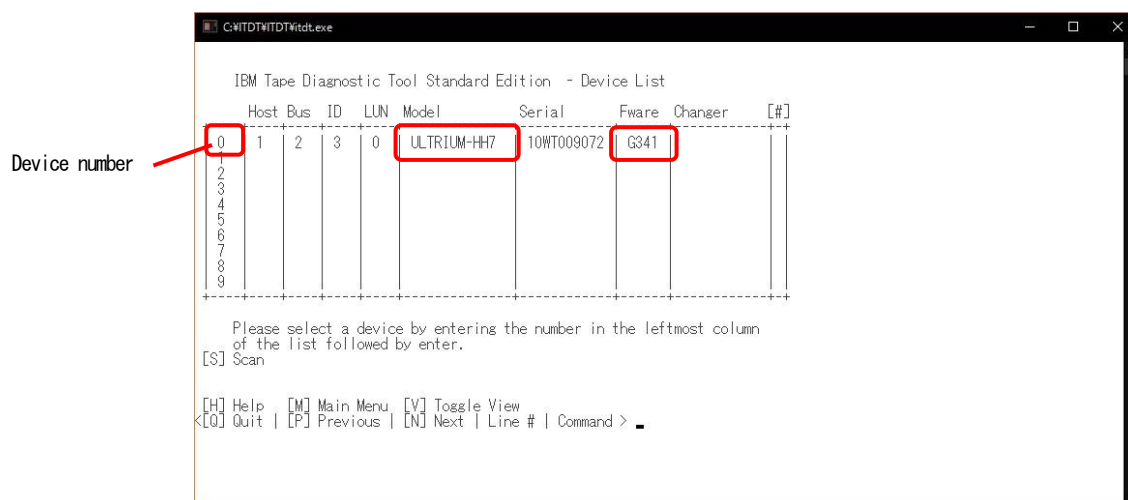 C:¥ITDT¥ITDT¥itdt.exe
IBM Tape Diagnostic Tool Standard Edition - Device List
Host Bus ID LUN Model Serial Fware Changer [#]
0 | 1 | 2 | 3 | 0 | ULTRIUM-HH7 | 10WT009072 | G341
1
Device number
2
3
4
5
6
7
8
9
Please select a device by entering the number in the leftmost column
of the list followed by enter.
[S] Scan
[H] Help [M] Main Menu [V] Toggle View
<[Q] Quit | [P] Previous | [N] Next | Line # | Command >